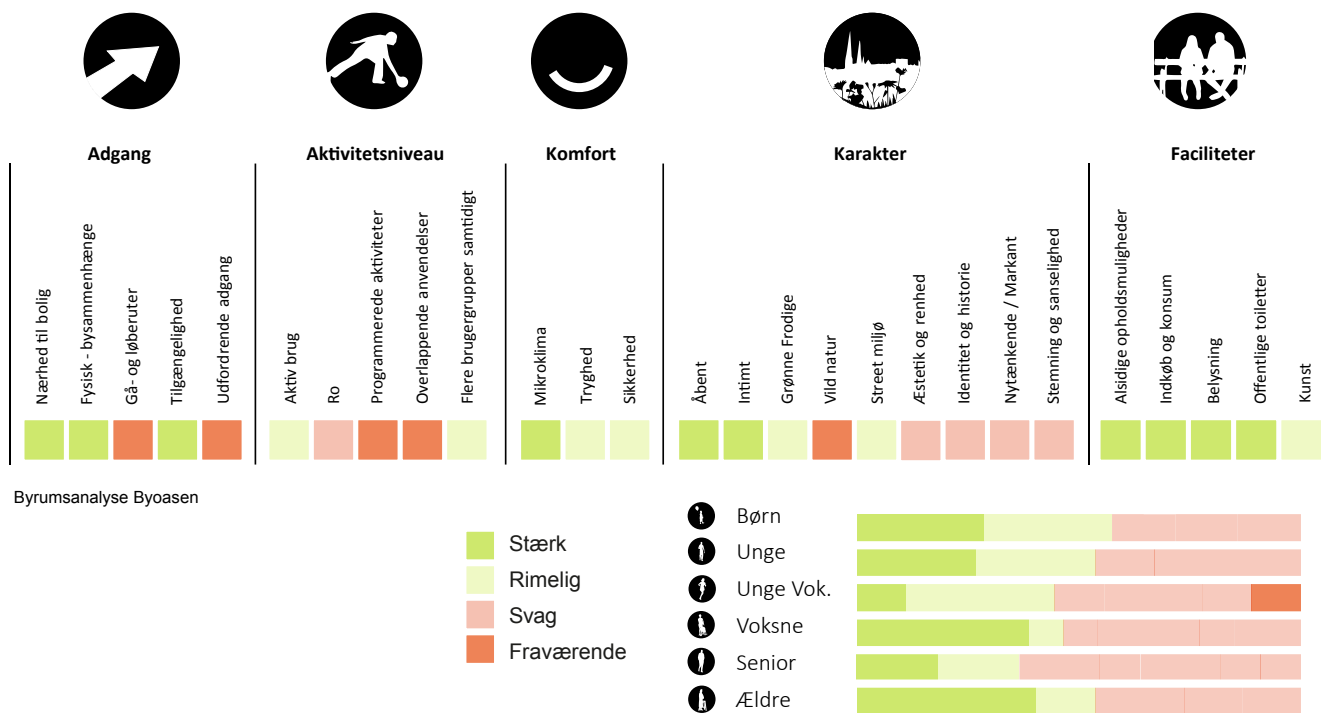 Adgang
Aktivitetsniveau
Komfort
Karakter
Faciliteter
Nærhed til bolig
Fysisk - bysammenhænge
Gå- og løberuter
Tilgængelighed
Udfordrende adgang
Aktiv brug
Ro
Programmerede aktiviteter
Overlappende anvendelser
Flere brugergrupper samtidigt
Mikroklima
Tryghed
Sikkerhed
Åbent
Intimt
Grønne Frodige
Vild natur
Street miljø
Æstetik og renhed
Identitet og historie
Nytænkende / Markant
Stemning og sanselighed
Alsidige opholdsmuligheder
Indkøb og konsum
Belysning
Offentlige toiletter
Kunst
Byrumsanalyse Byoasen
Stærk
Rimelig
Svag
Fraværende
Børn
Unge
Unge Vok.
Voksne
Senior
Ældre